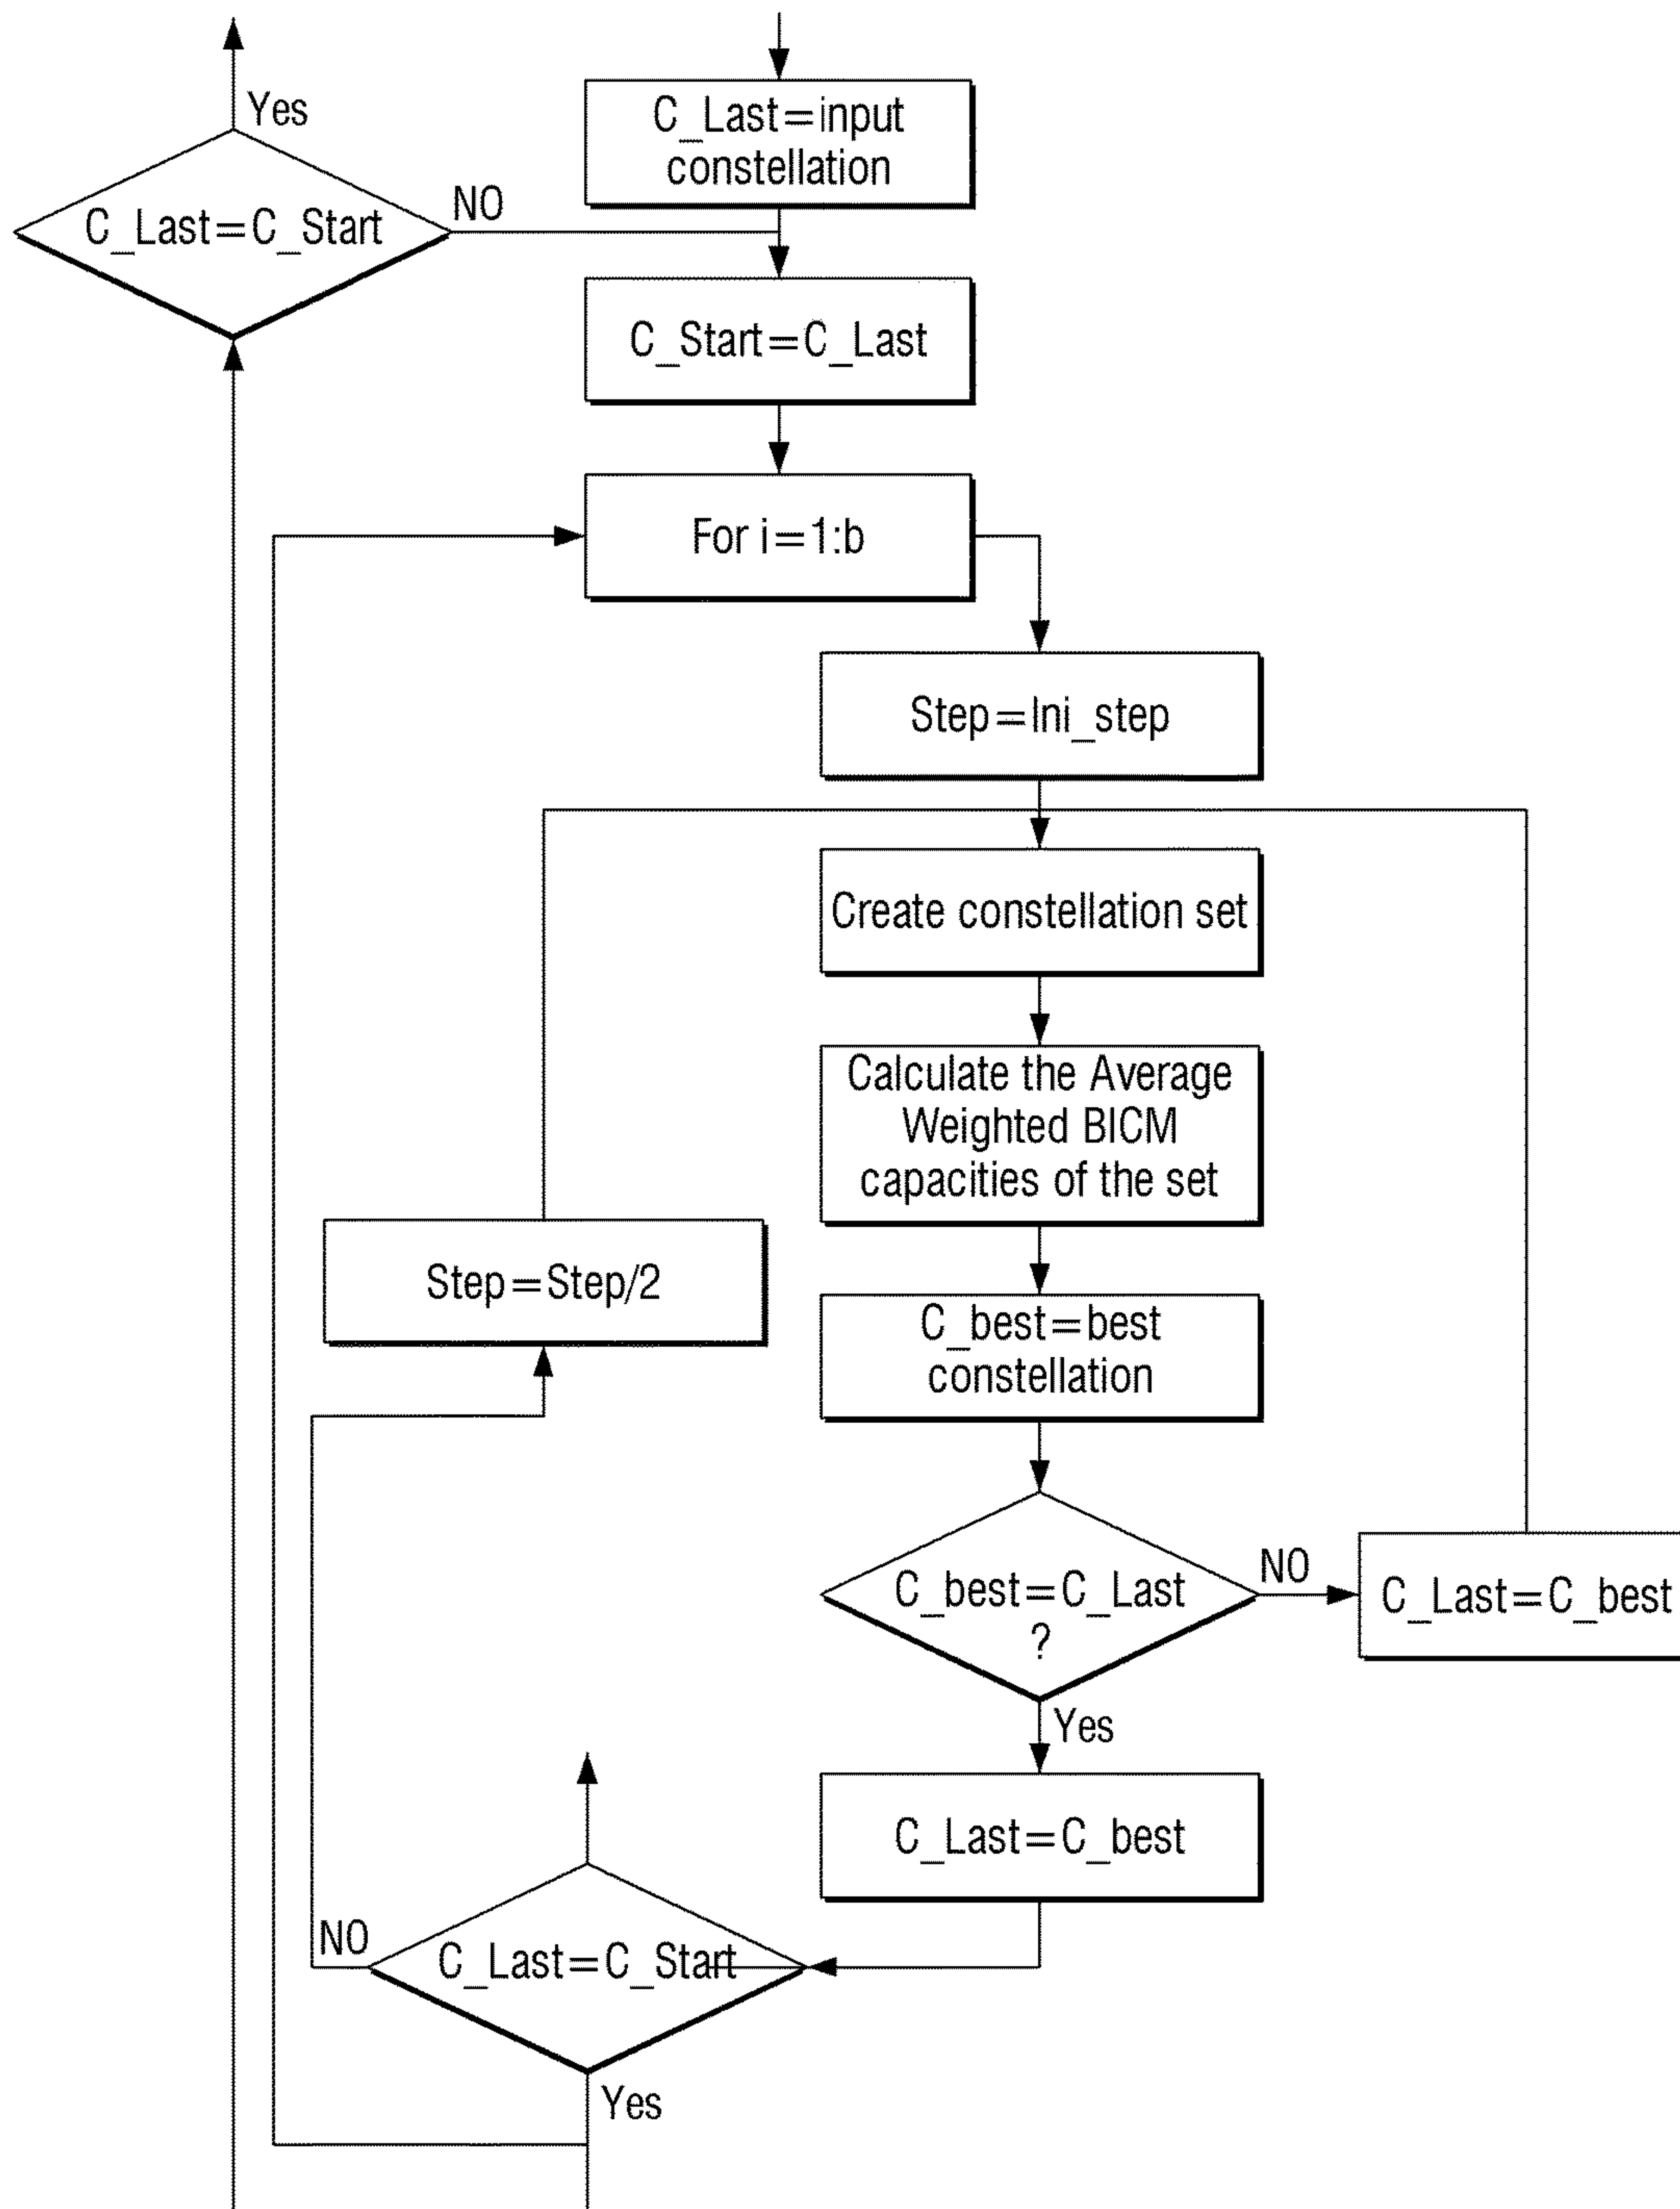 Yes
C_Last=input
constellation
C_Last=C_Start
NO
C_Start=C_Last
For i=1:b
Step=Ini_step
Create constellation set
Calculate the Average
Weighted BICM
capacities of the set
Step=Step/2
C_best=best
constellation
C_best=C_Last
?
NO
C_Last=C_best
Yes
C_Last=C_best
NO
C_Last=C_Start
Yes